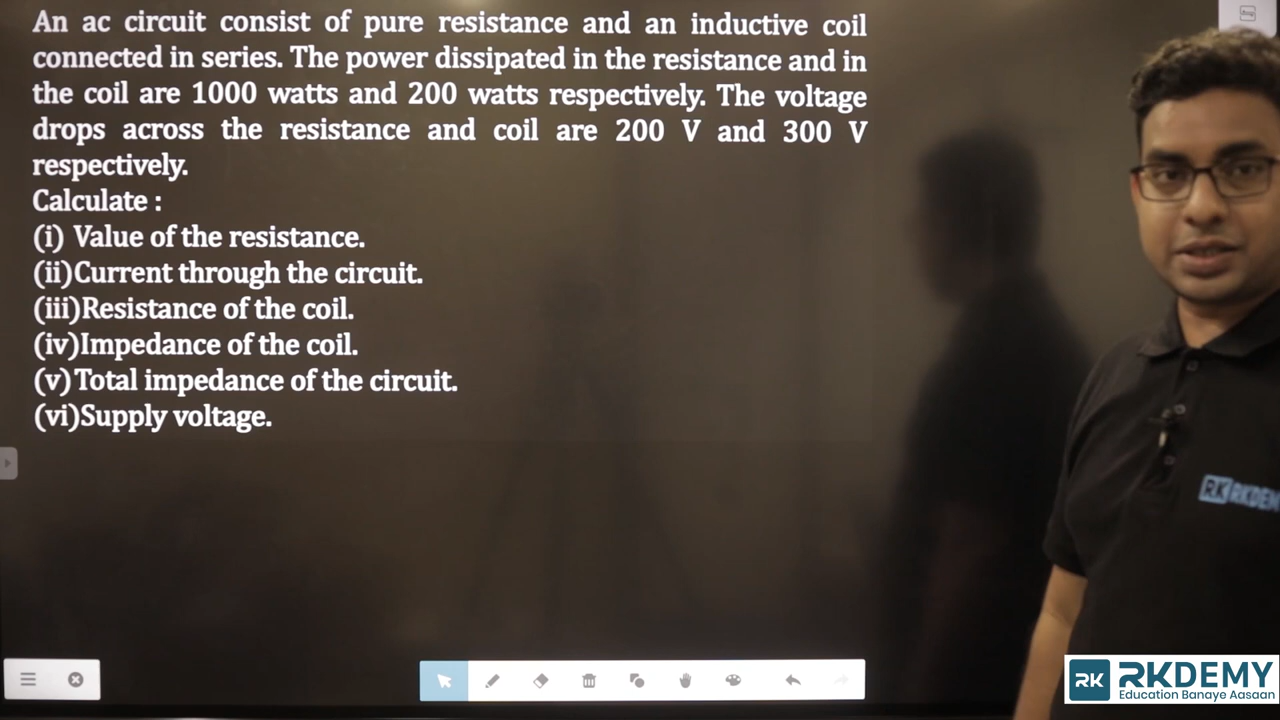 An ac circuit consist of pure resistance and an inductive coil
connected in series. The power dissipated in the resistance and in
the coil are 1000 watts and 200 watts respectively. The voltage
drops across the resistance and coil are 200 V and 300 V
respectively.
Calculate :
(i) Value of the resistance.
(ii)Current through the circuit.
(iii)Resistance of the coil.
(iv)Impedance of the coil.
(v)Total impedance of the circuit.
(vi)Supply voltage.
RK RKDEM
RK RKDEMY
Education Banaye Aasaan